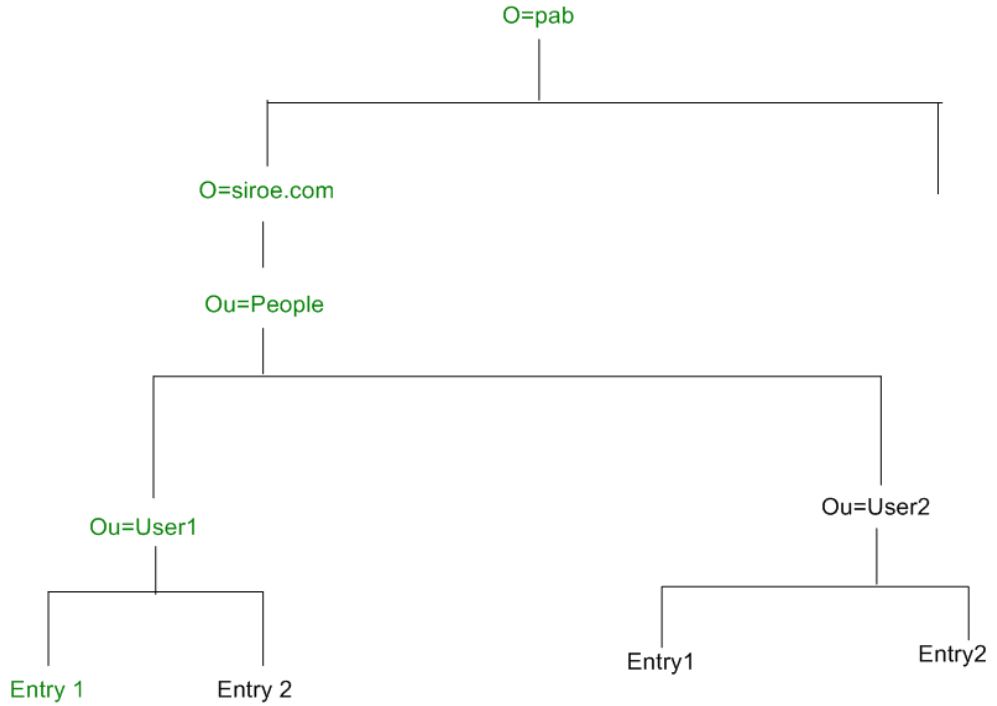 O=pab
O=siroe.com
Ou=People
Ou=User1
Ou=User2
Entry 1
Entry 2
Entry1
Entry2